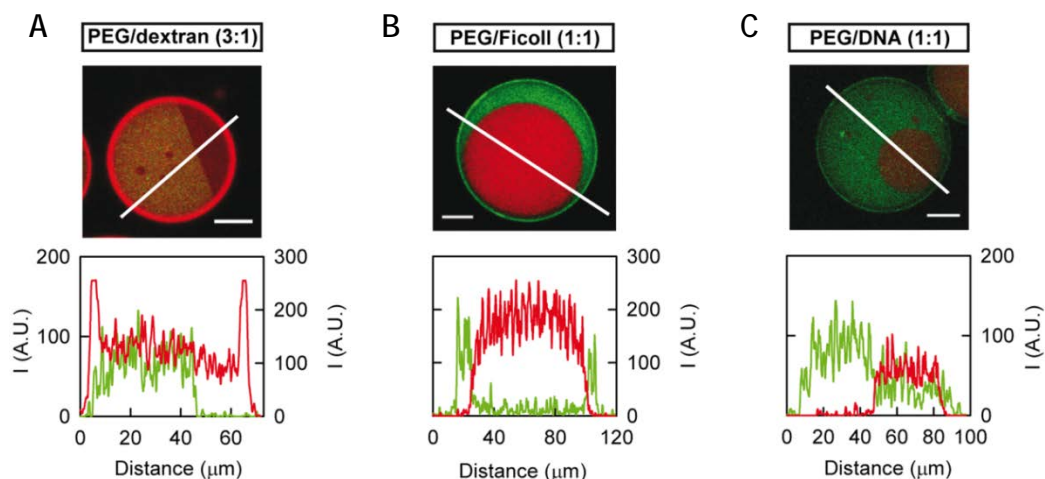 A
PEG/dextran (3:1)
B
PEG/Ficoll (1:1)
C
PEG/DNA (1:1)
200
100
0
I (A.U.)
300
200
100
0
I (A.U.)
0 20 40 60
Distance (μm)
300
200
100
0
I (A.U.)
0 40 80 120
Distance (μm)
200
100
0
0 20 40 60 80 100
Distance (μm)